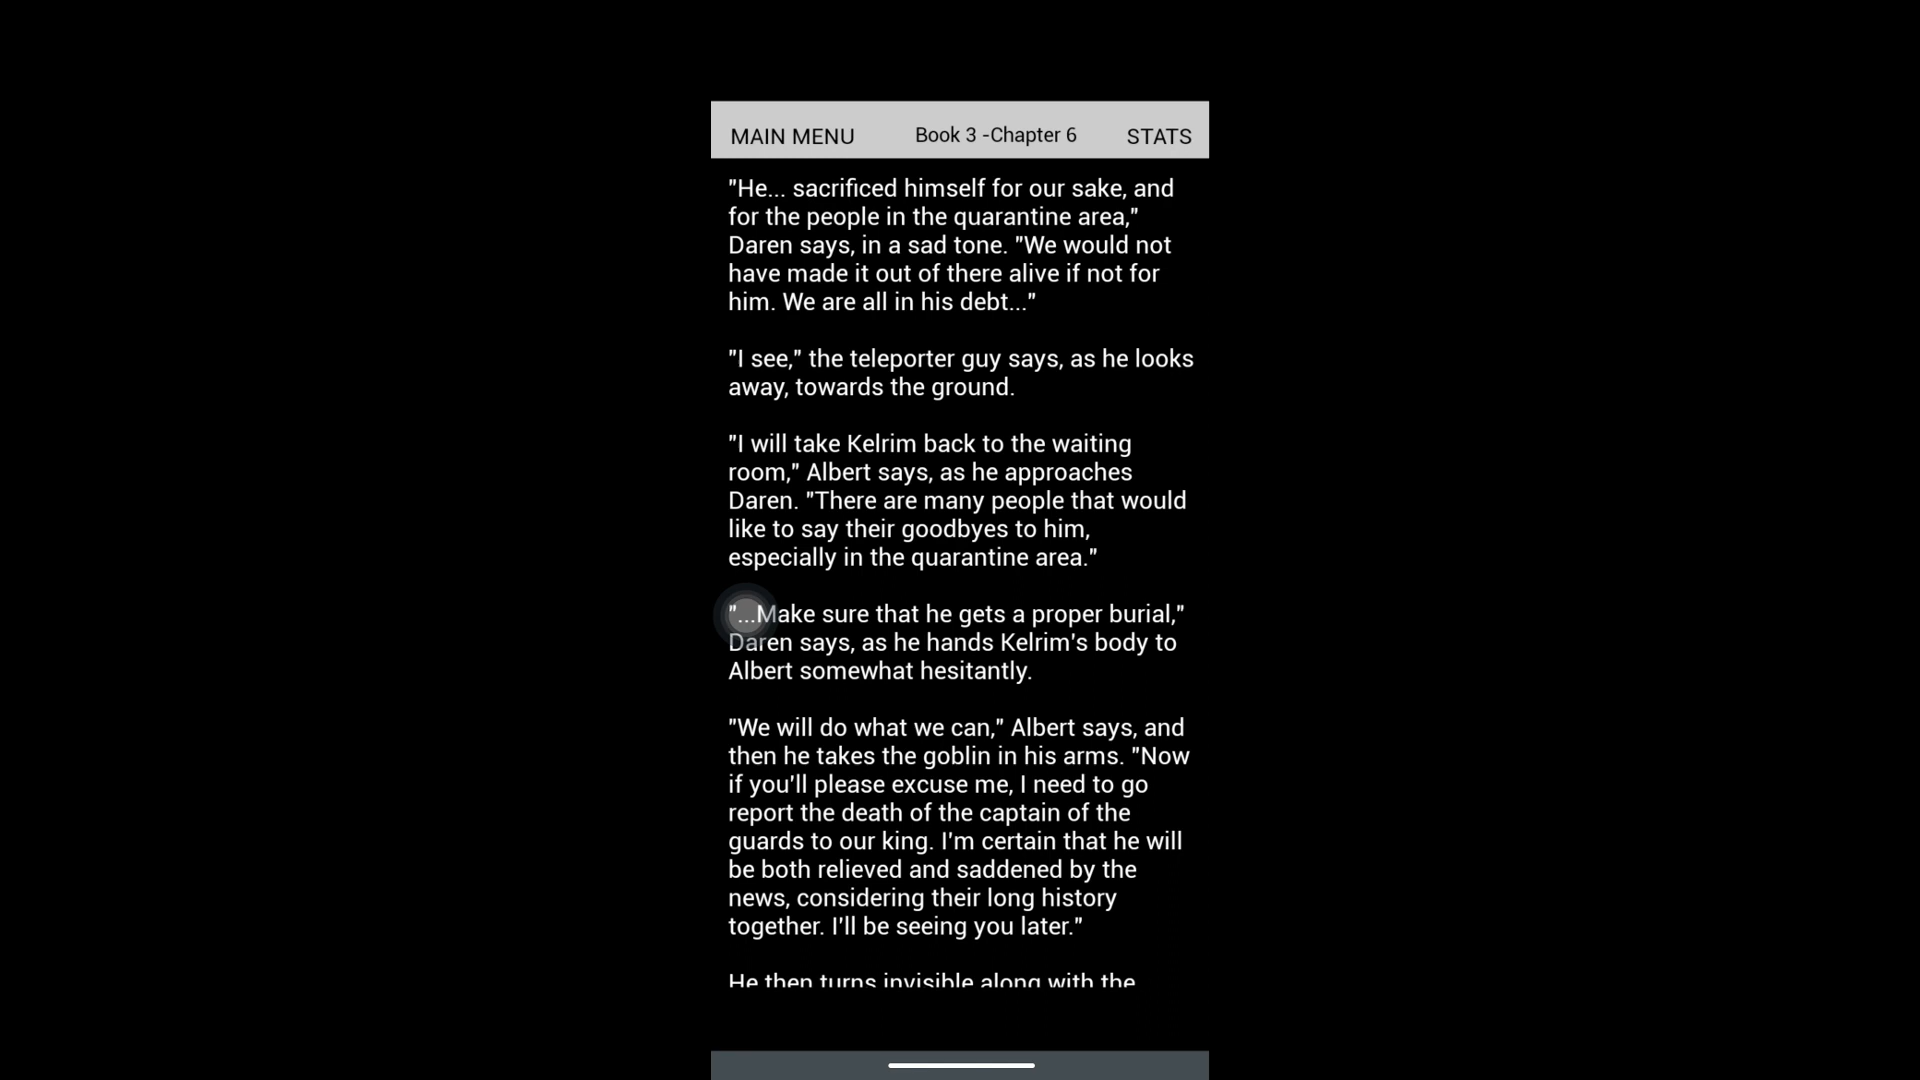 MAIN MENU Book 3 -Chapter 6 STATS
"He... sacrificed himself for our sake, and
for the people in the quarantine area,"
Daren says, in a sad tone. "We would not
have made it out of there alive if not for
him. We are all in his debt..."
"I see," the teleporter guy says, as he looks
away, towards the ground.
"I will take Kelrim back to the waiting
room," Albert says, as he approaches
Daren. "There are many people that would
like to say their goodbyes to him,
especially in the quarantine area."
"...Make sure that he gets a proper burial,"
Daren says, as he hands Kelrim's body to
Albert somewhat hesitantly.
"We will do what we can," Albert says, and
then he takes the goblin in his arms. "Now
if you'll please excuse me, I need to go
report the death of the captain of the
guards to our king. I'm certain that he will
be both relieved and saddened by the
news, considering their long history
together. I'll be seeing you later."
He then turns invisible along with the